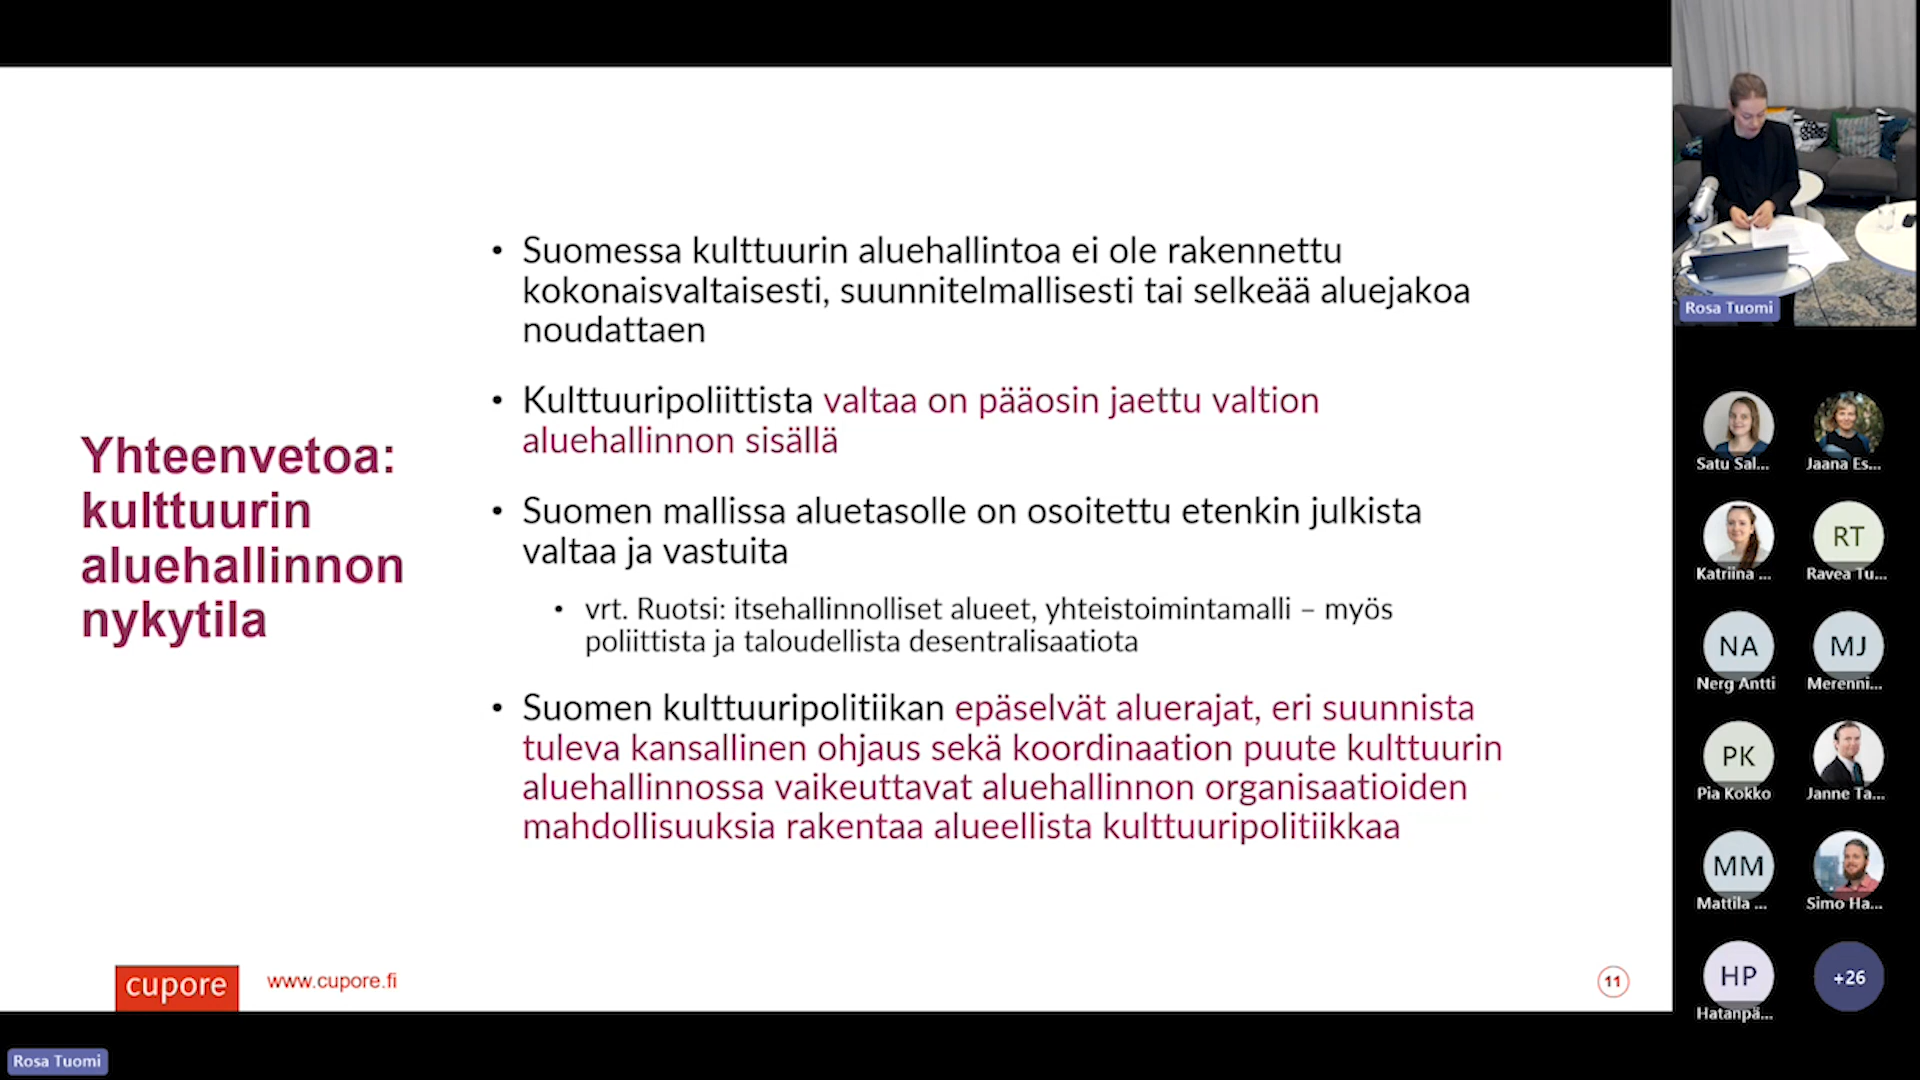 Yhteenvetoa:
kulttuurin
aluehallinnon
nykytila
• Suomessa kulttuurin aluehallintoa ei ole rakennettu
kokonaisvaltaisesti, suunnitelmallisesti tai selkeää aluejakoa
noudattaen
• Kulttuuripoliittista valtaa on pääosin jaettu valtion
aluehallinnon sisällä
• Suomen mallissa aluetasolle on osoitettu etenkin julkista
valtaa ja vastuita
• vrt. Ruotsi: itsehallinnolliset alueet, yhteistoimintamalli – myös
poliittista ja taloudellista desentralisaatiota
• Suomen kulttuuripolitiikan epäselvät aluerajat, eri suunnista
tuleva kansallinen ohjaus sekä koordinaation puute kulttuurin
aluehallinnossa vaikeuttavat aluehallinnon organisaatioiden
mahdollisuuksia rakentaa alueellista kulttuuripolitiikkaa
cupore
www.cupore.fi
11
Rosa Tuomi
Rosa Tuomi
Satu Sal...
Jaana Es...
Katriina ...
RT
Ravea Tu...
NA
Nerg Antti
MJ
Merenni...
PK
Pia Kokko
Janne Ta...
MM
Mattila ...
Simo Ha...
HP
Hatanpä...
+26